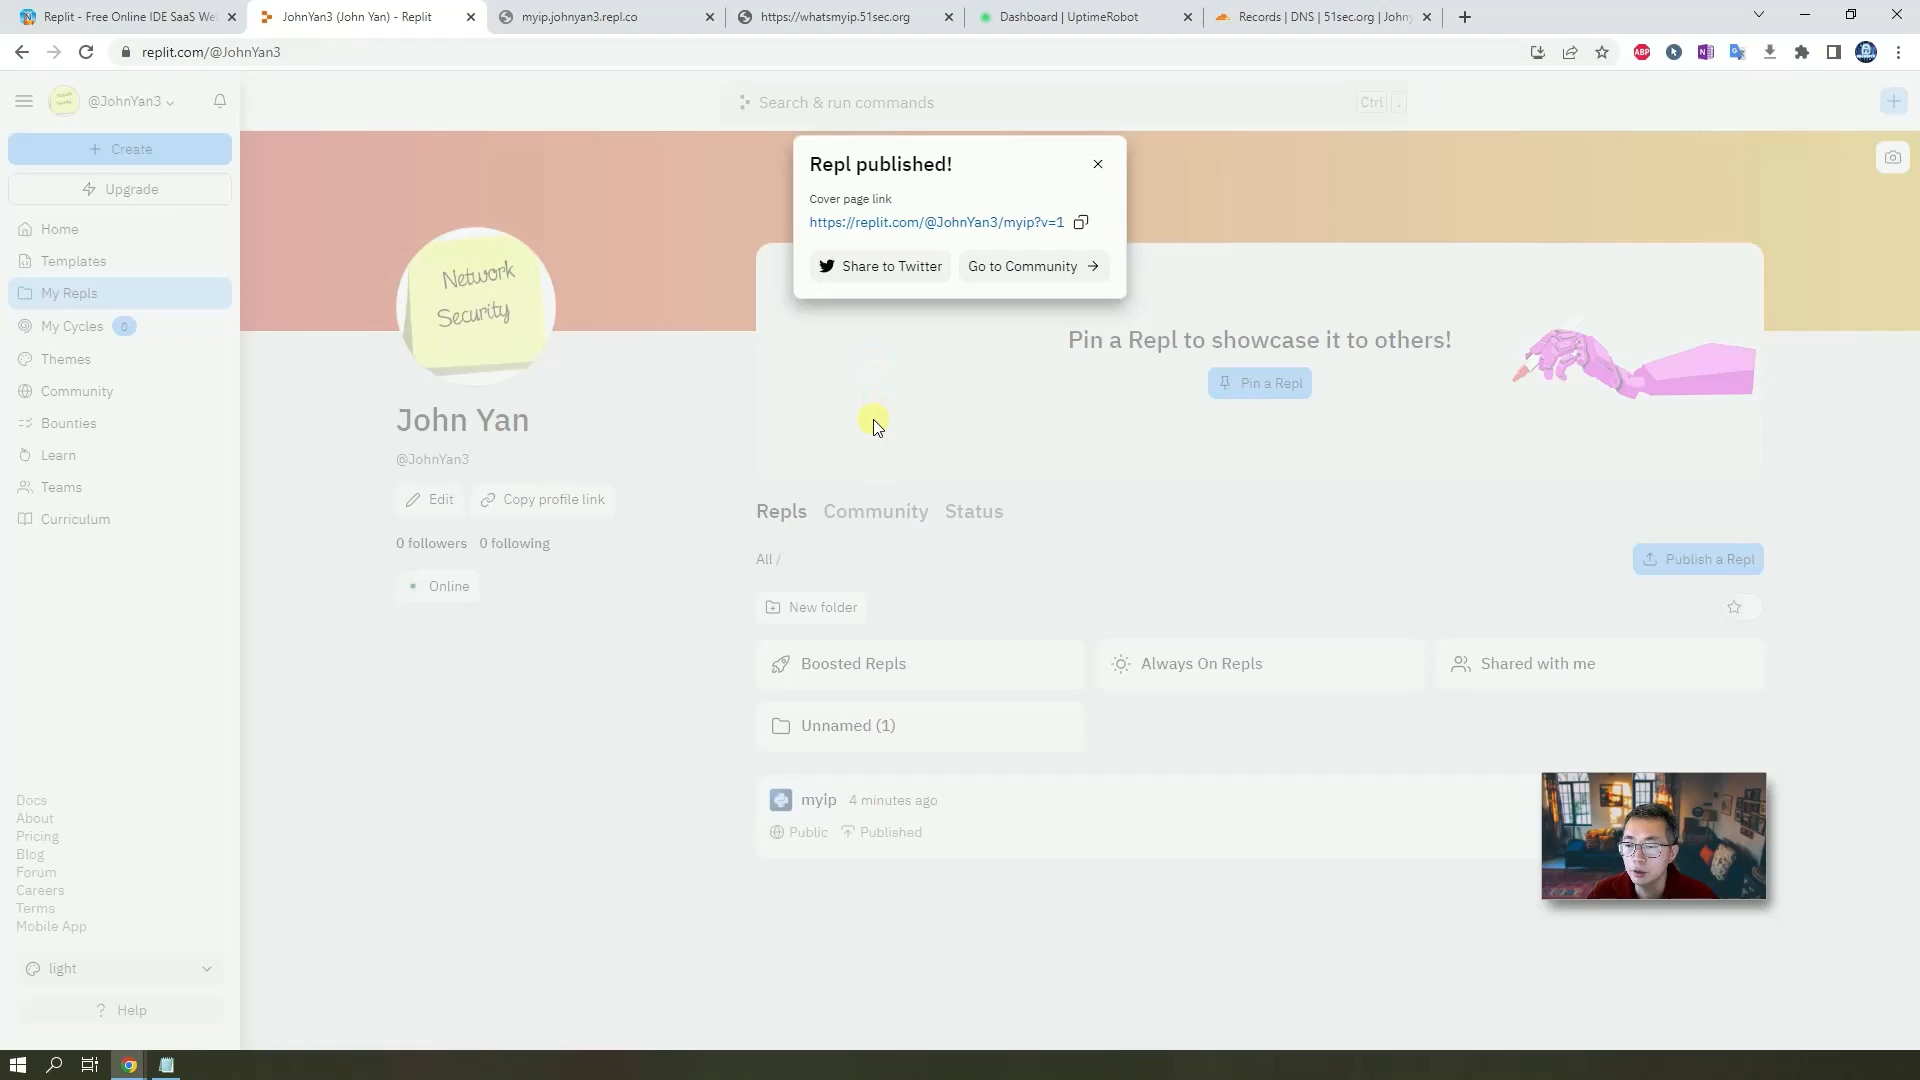 Replit - Free Online IDE SaaS We
JohnYan3 (John Yan) - Replit
myip.johnyan3.repl.co
https://whatsmyip.51sec.org
Dashboard | UptimeRobot
Records | DNS | 51sec.org | Johny
replit.com/@JohnYan3
ABP
@JohnYan3
Search & run commands
Ctrl .
Create
Upgrade
Home
Templates
My Repls
My Cycles 0
Themes
Community
Bounties
Learn
Teams
Curriculum
Docs
About
Pricing
Blog
Forum
Careers
Terms
Mobile App
light
? Help
Repl published!
Cover page link
https://replit.com/@JohnYan3/myip?v=1
Share to Twitter
Go to Community
Network
Security
John Yan
@JohnYan3
Edit
Copy profile link
0 followers 0 following
Online
Pin a Repl to showcase it to others!
Pin a Repl
Repls Community Status
All /
Publish a Repl
New folder
Boosted Repls
Always On Repls
Shared with me
Unnamed (1)
myip 4 minutes ago
Public Published